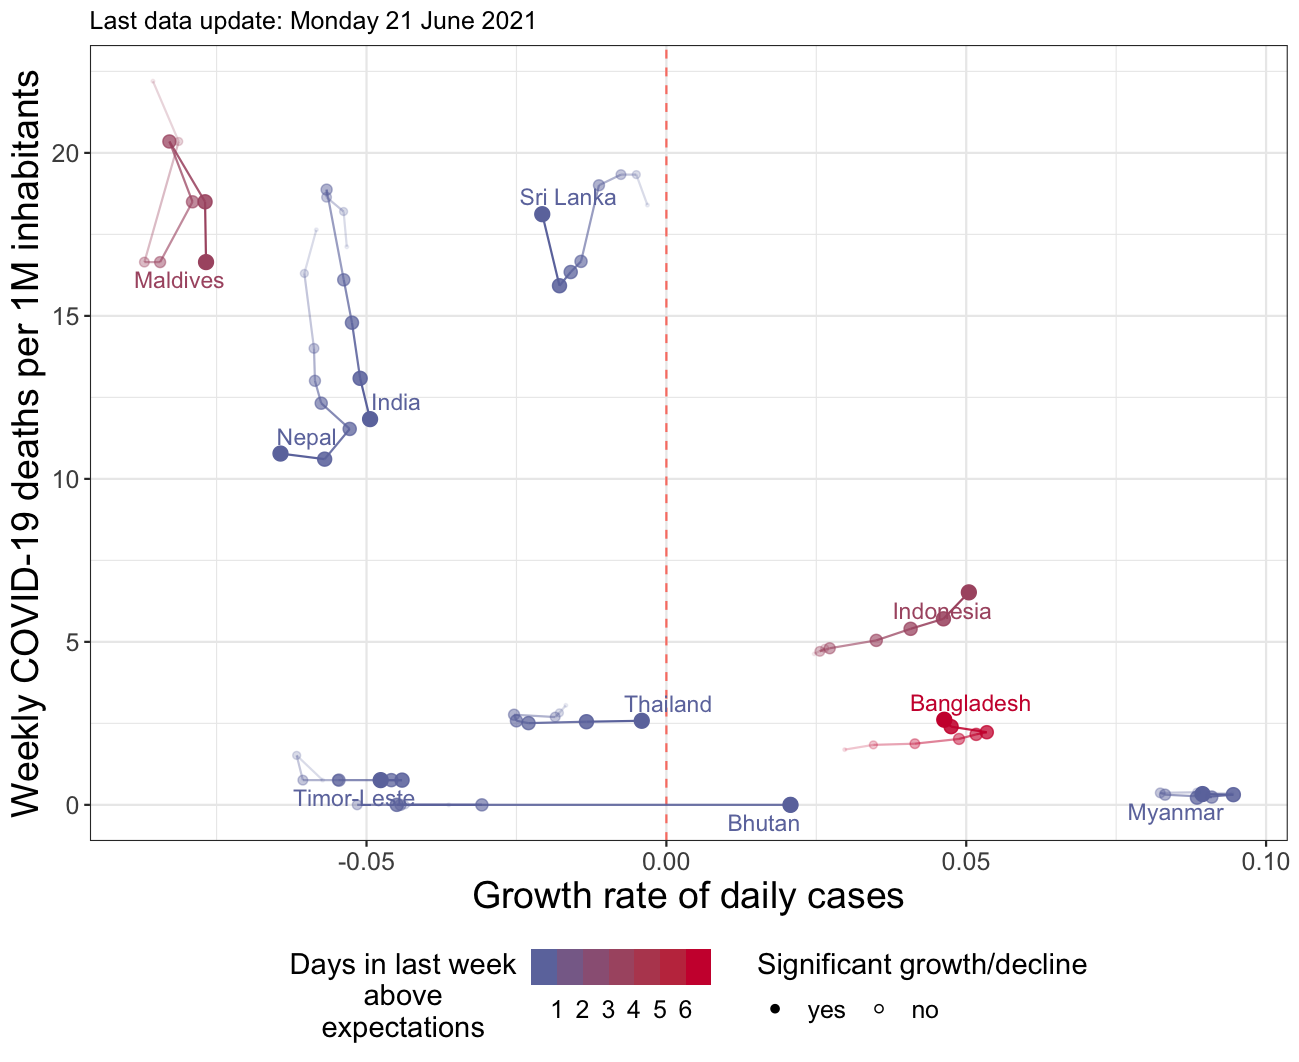 Last data update: Monday 21 June 2021
Weekly COVID-19 deaths per 1M inhabitants
20
15
10
5
0
Maldives
Sri Lanka
India
Nepal
Indonesia
Thailand
Bangladesh
Timor-Leste
Bhutan
Myanmar
-0.05
0.00
0.05
0.10
Growth rate of daily cases
Days in last week
above
expectations
1 2 3 4 5 6
Significant growth/decline
yes no